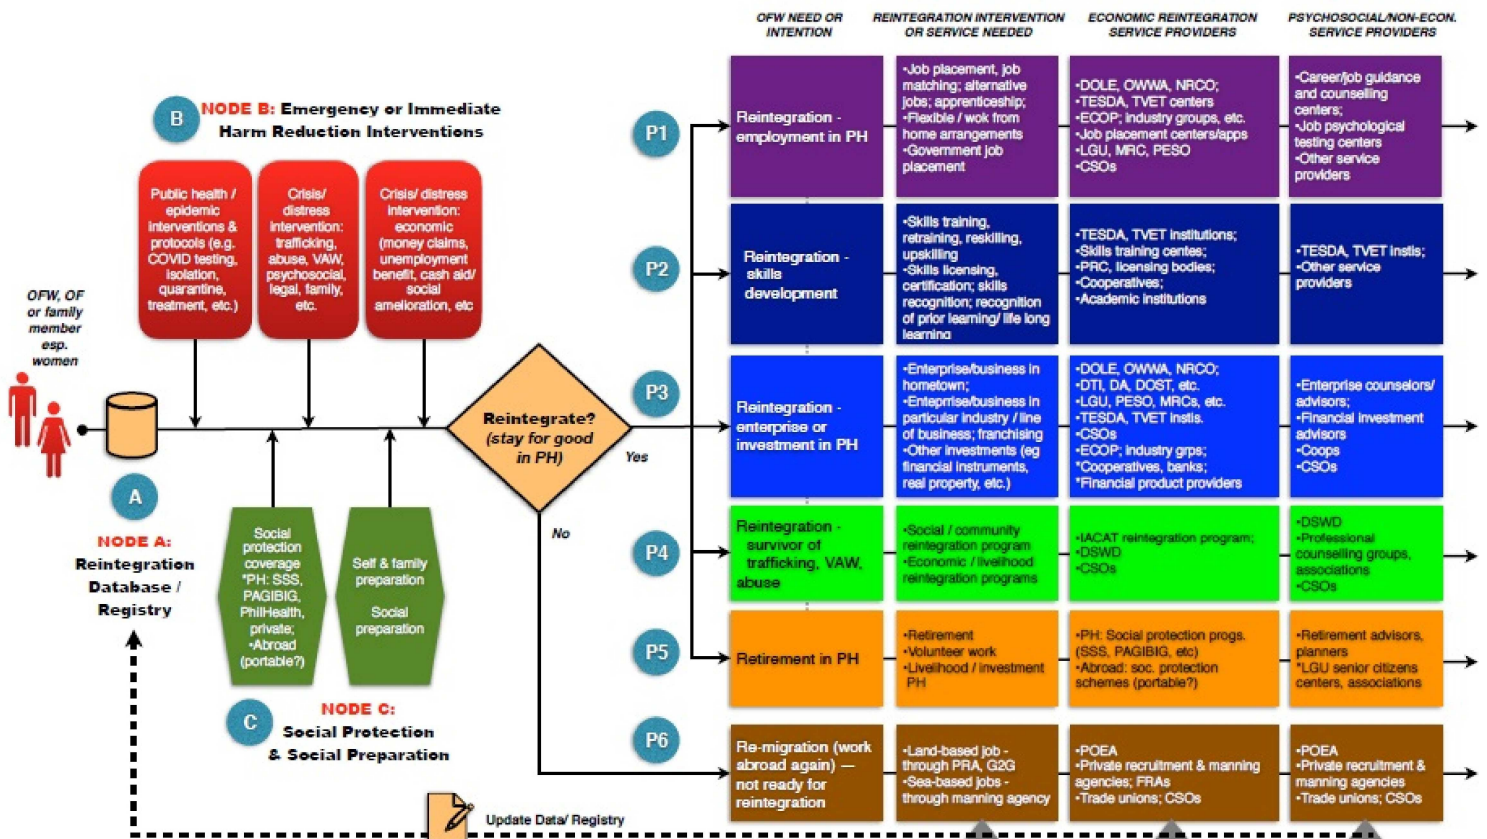 OFW NEED OR
INTENTION
REINTEGRATION INTERVENTION
OR SERVICE NEEDED
ECONOMIC REINTEGRATION
SERVICE PROVIDERS
PSYCHOSOCIAL/NON-ECON.
SERVICE PROVIDERS
B
NODE B: Emergency or Immediate
Harm Reduction Interventions
Public health /
epidemic
interventions &
protocols (e.g.
COVID testing,
isolation,
quarantine,
treatment, etc.)
Crisis/
distress
intervention:
trafficking,
abuse, VAW,
psychosocial,
legal, family,
etc.
Crisis/ distress
intervention:
economic
(money claims,
unemployment
benefit, cash aid/
social
amelioration, etc
OFW, OF
or family
member
esp.
women
A
NODE A:
Reintegration
Database /
Registry
Social
protection
coverage
*PH: SSS,
PAGIBIG,
PhilHealth,
private;
•Abroad
(portable?)
Self & family
preparation
Social
preparation
C
NODE C:
Social Protection
& Social Preparation
Reintegrate?
(stay for good
in PH)
Yes
No
P1
Reintegration -
employment in PH
•Job placement, job
matching; alternative
jobs; apprenticeship;
•Flexible / wok from
home arrangements
•Government job
placement
•DOLE, OWWA, NRCO;
•TESDA, TVET centers
•ECOP; industry groups, etc.
•Job placement centers/apps
•LGU, MRC, PESO
•CSOs
•Career/job guidance
and counselling
centers;
•Job psychological
testing centers
•Other service
providers
P2
Reintegration -
skills
development
•Skills training,
retraining, reskilling,
upskilling
•Skills licensing,
certification; skills
recognition; recognition
of prior learning/ life long
learning
•TESDA, TVET institutions;
•Skills training centes;
•PRC, licensing bodies;
•Cooperatives;
•Academic institutions
•TESDA, TVET instis;
•Other service
providers
P3
Reintegration -
enterprise or
investment in PH
•Enterprise/business in
hometown;
•Enteprrise/business in
particular industry / line
of business; franchising
•Other investments (eg
financial instruments,
real property, etc.)
•DOLE, OWWA, NRCO;
•DTI, DA, DOST, etc.
•LGU, PESO, MRCs, etc.
•TESDA, TVET instis.
•CSOs
•ECOP; industry grps;
*Cooperatives, banks;
*Financial product providers
•Enterprise counselors/
advisors;
•Financial investment
advisors
•Coops
•CSOs
P4
Reintegration -
survivor of
trafficking, VAW,
abuse
•Social / community
reintegration program
•Economic / livelihood
reintegration programs
•IACAT reintegration program;
•DSWD
•CSOs
•DSWD
•Professional
counselling groups,
associations
•CSOs
P5
Retirement in PH
•Retirement
•Volunteer work
•Livelihood / investment
PH
•PH: Social protection progs.
(SSS, PAGIBIG, etc)
•Abroad: soc. protection
schemes (portable?)
•Retirement advisors,
planners
*LGU senior citizens
centers, associations
P6
Re-migration (work
abroad again) —
not ready for
reintegration
•Land-based job -
through PRA, G2G
•Sea-based jobs -
through manning agency
•POEA
•Private recruitment & manning
agencies; FRAs
•Trade unions; CSOs
•POEA
•Private recruitment &
manning agencies
•Trade unions; CSOs
Update Data/ Registry